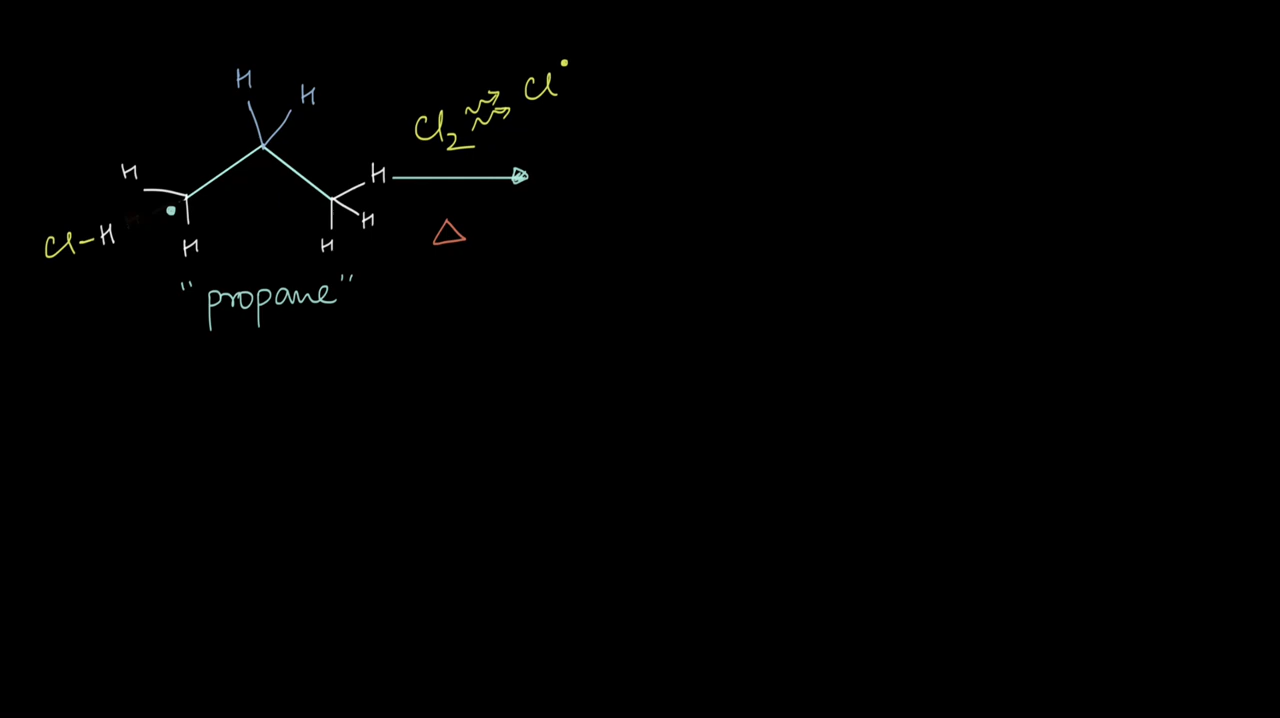 H H
Cl₂ Cl•
H H
Cl-H H H H
Δ
"propane"